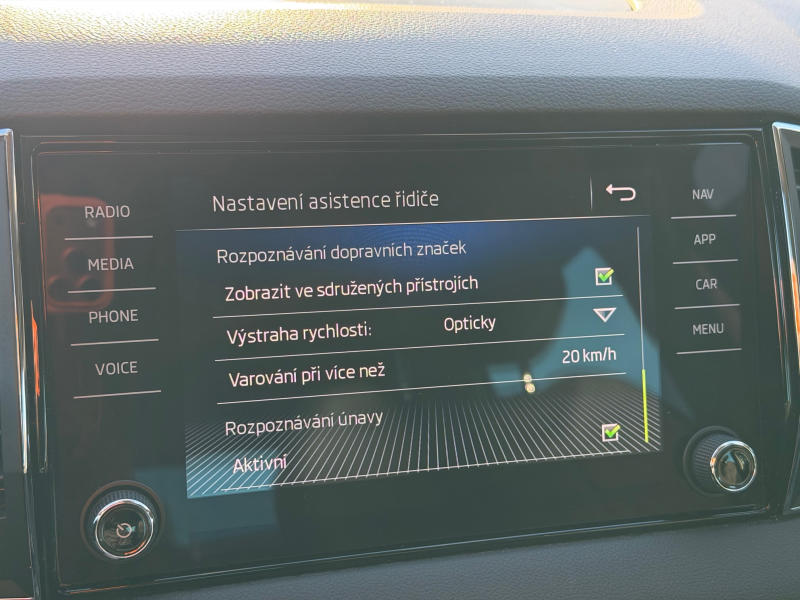 Nastavení asistence řidiče
RADIO
MEDIA
PHONE
VOICE
Rozpoznávání dopravních značek
Zobrazit ve sdružených přístrojích
Výstraha rychlosti: Opticky
Varování při více než 20 km/h
Rozpoznávání únavy
Aktivní
NAV
APP
CAR
MENU